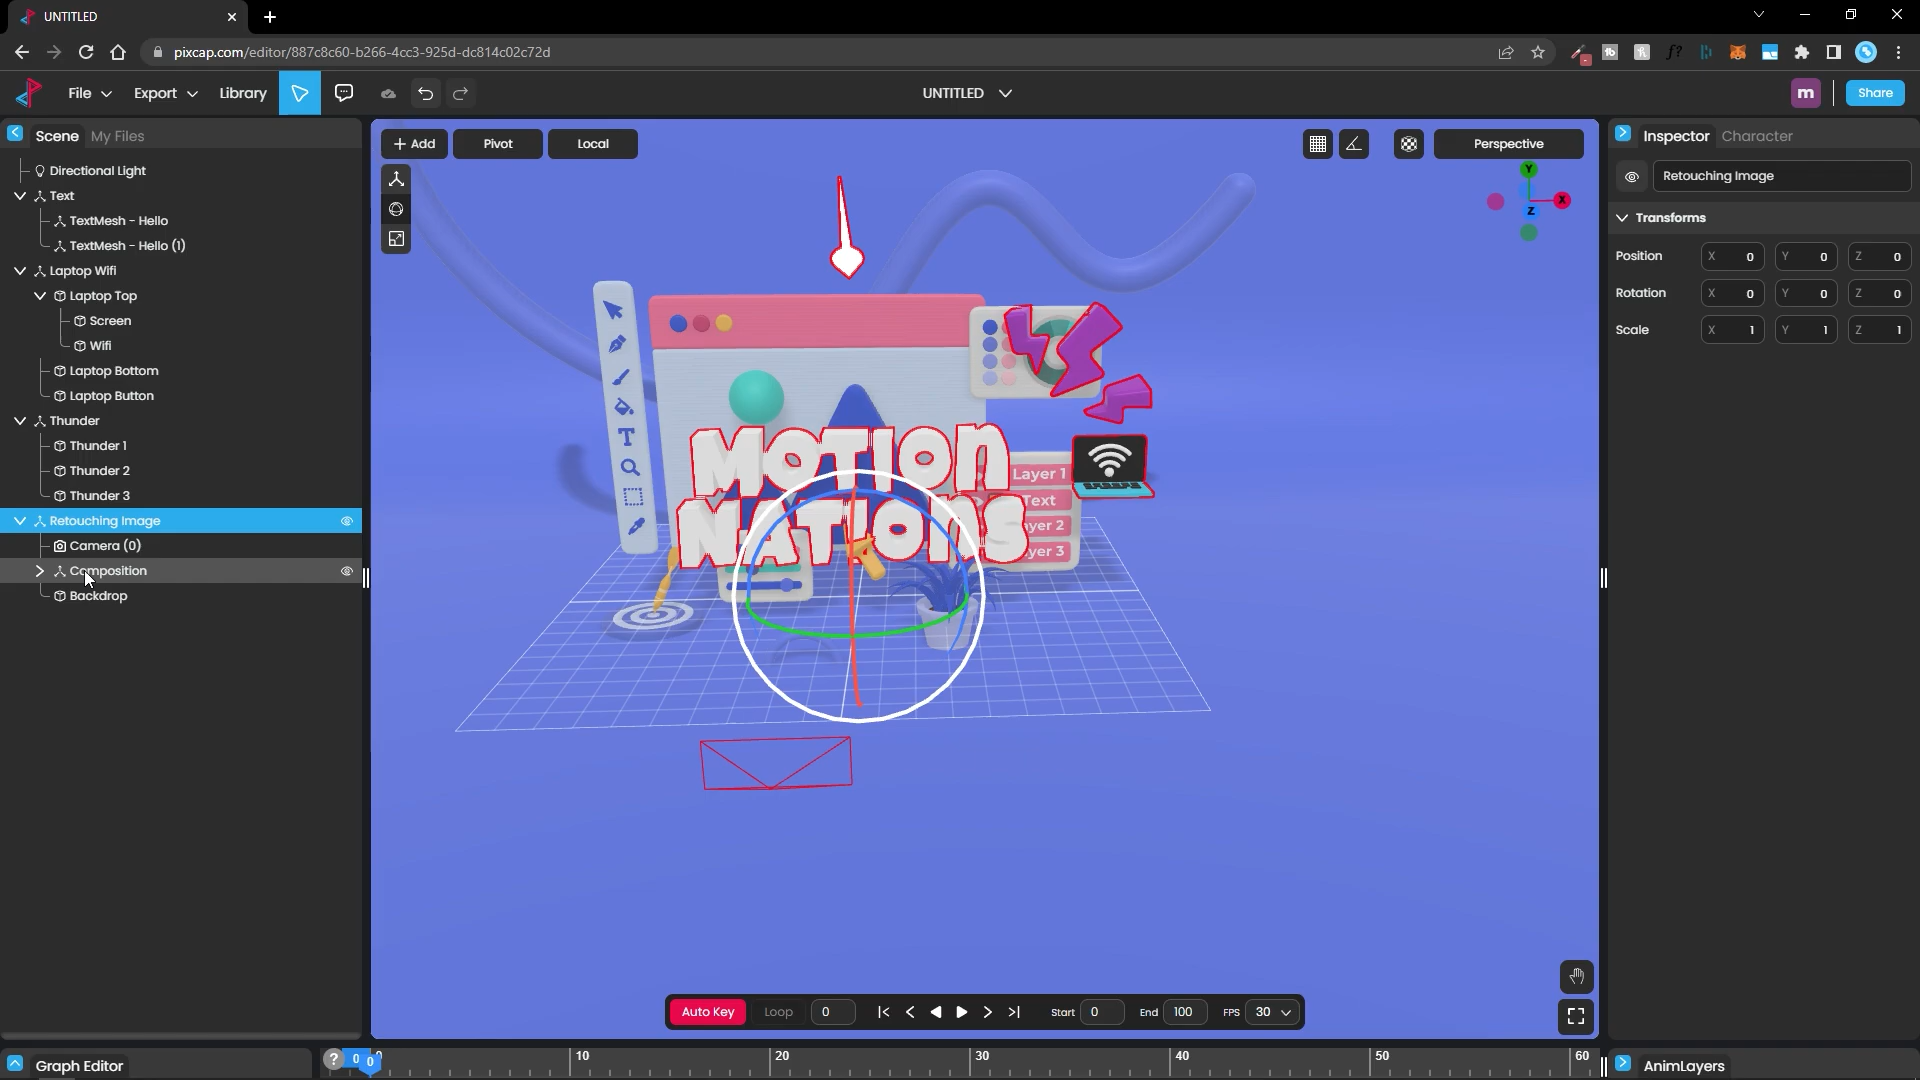 UNTITLED
pixcap.com/editor/887c8c60-b266-4cc3-925d-dc814c02c72d
File Export Library UNTITLED m Share
Scene My Files
Directional Light
Text
TextMesh - Hello
TextMesh - Hello (1)
Laptop Wifi
Laptop Top
Screen
Wifi
Laptop Bottom
Laptop Button
Thunder
Thunder 1
Thunder 2
Thunder 3
Retouching Image
Camera (0)
Composition
Backdrop
+ Add Pivot Local Perspective
Y
X
Z
T
MOTION
NATIONS
Layer 1
Text
yer 2
yer 3
Inspector Character
Retouching Image
Transforms
Position X 0 Y 0 Z 0
Rotation X 0 Y 0 Z 0
Scale X 1 Y 1 Z 1
Auto Key Loop 0 Start 0 End 100 FPS 30
Graph Editor ? 0 0 10 20 30 40 50 60 AnimLayers